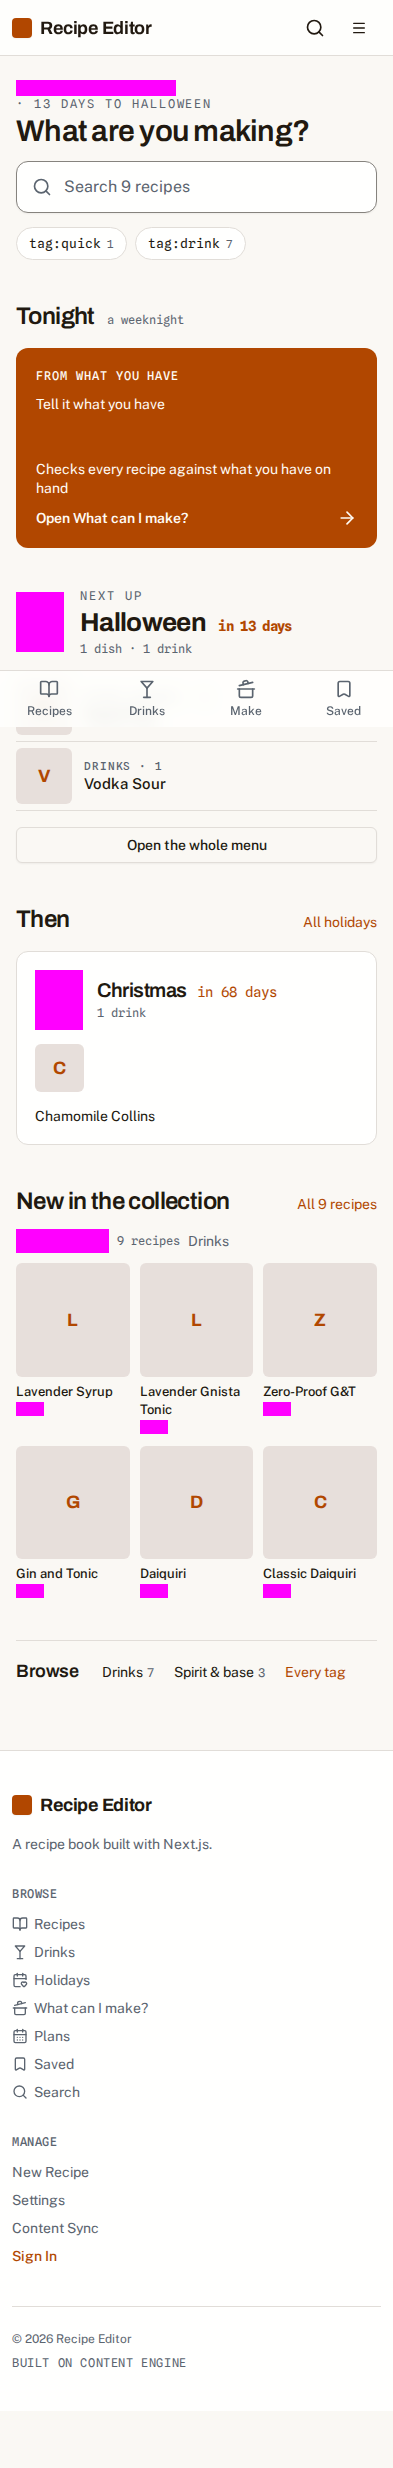 Recipe Editor
· 13 DAYS TO HALLOWEEN
What are you making?
Search 9 recipes
tag:quick 1 tag:drink 7
Tonight a weeknight
FROM WHAT YOU HAVE
Tell it what you have
Checks every recipe against what you have on
hand
Open What can I make?
NEXT UP
Halloween in 13 days
1 dish · 1 drink
Recipes Drinks Make Saved
V
DRINKS · 1
Vodka Sour
Open the whole menu
Then All holidays
Christmas in 68 days
1 drink
C
Chamomile Collins
New in the collection All 9 recipes
9 recipes Drinks
L L Z
Lavender Syrup Lavender Gnista Zero-Proof G&T
Tonic
G D C
Gin and Tonic Daiquiri Classic Daiquiri
Browse Drinks 7 Spirit & base 3 Every tag
Recipe Editor
A recipe book built with Next.js.
BROWSE
Recipes
Drinks
Holidays
What can I make?
Plans
Saved
Search
MANAGE
New Recipe
Settings
Content Sync
Sign In
© 2026 Recipe Editor
BUILT ON CONTENT ENGINE